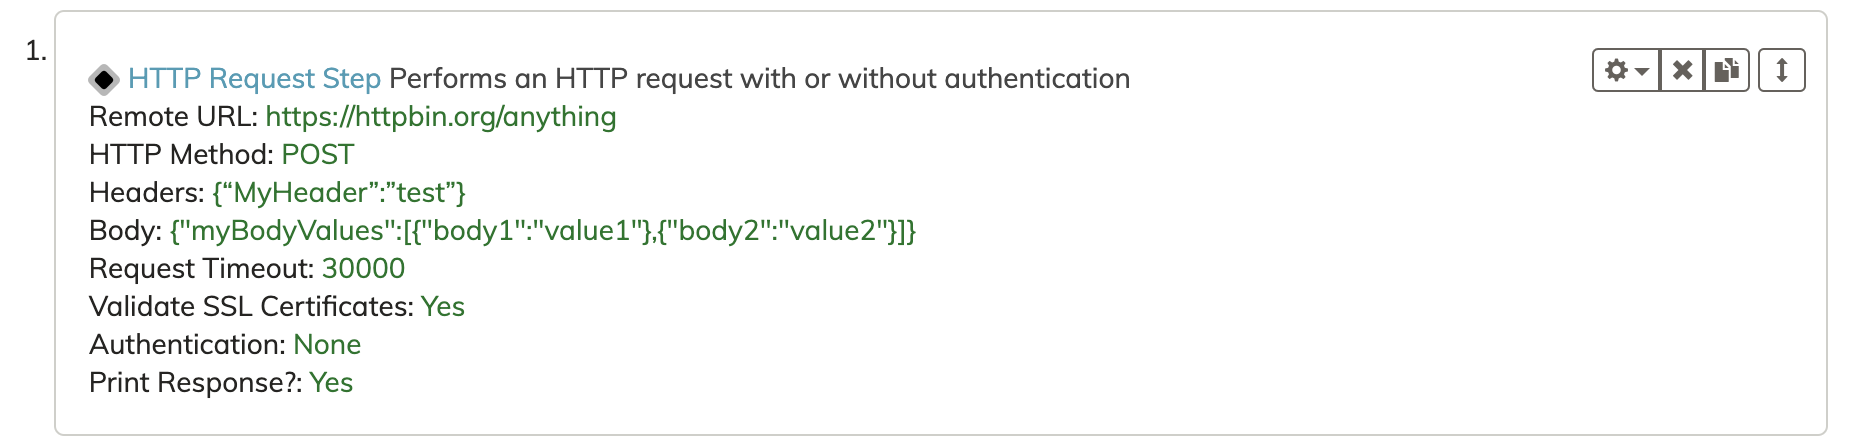 1.
HTTP Request Step Performs an HTTP request with or without authentication
Remote URL: https://httpbin.org/anything
HTTP Method: POST
Headers: {“MyHeader”:”test”}
Body: {"myBodyValues":[{"body1":"value1"},{"body2":"value2"}]}
Request Timeout: 30000
Validate SSL Certificates: Yes
Authentication: None
Print Response?: Yes